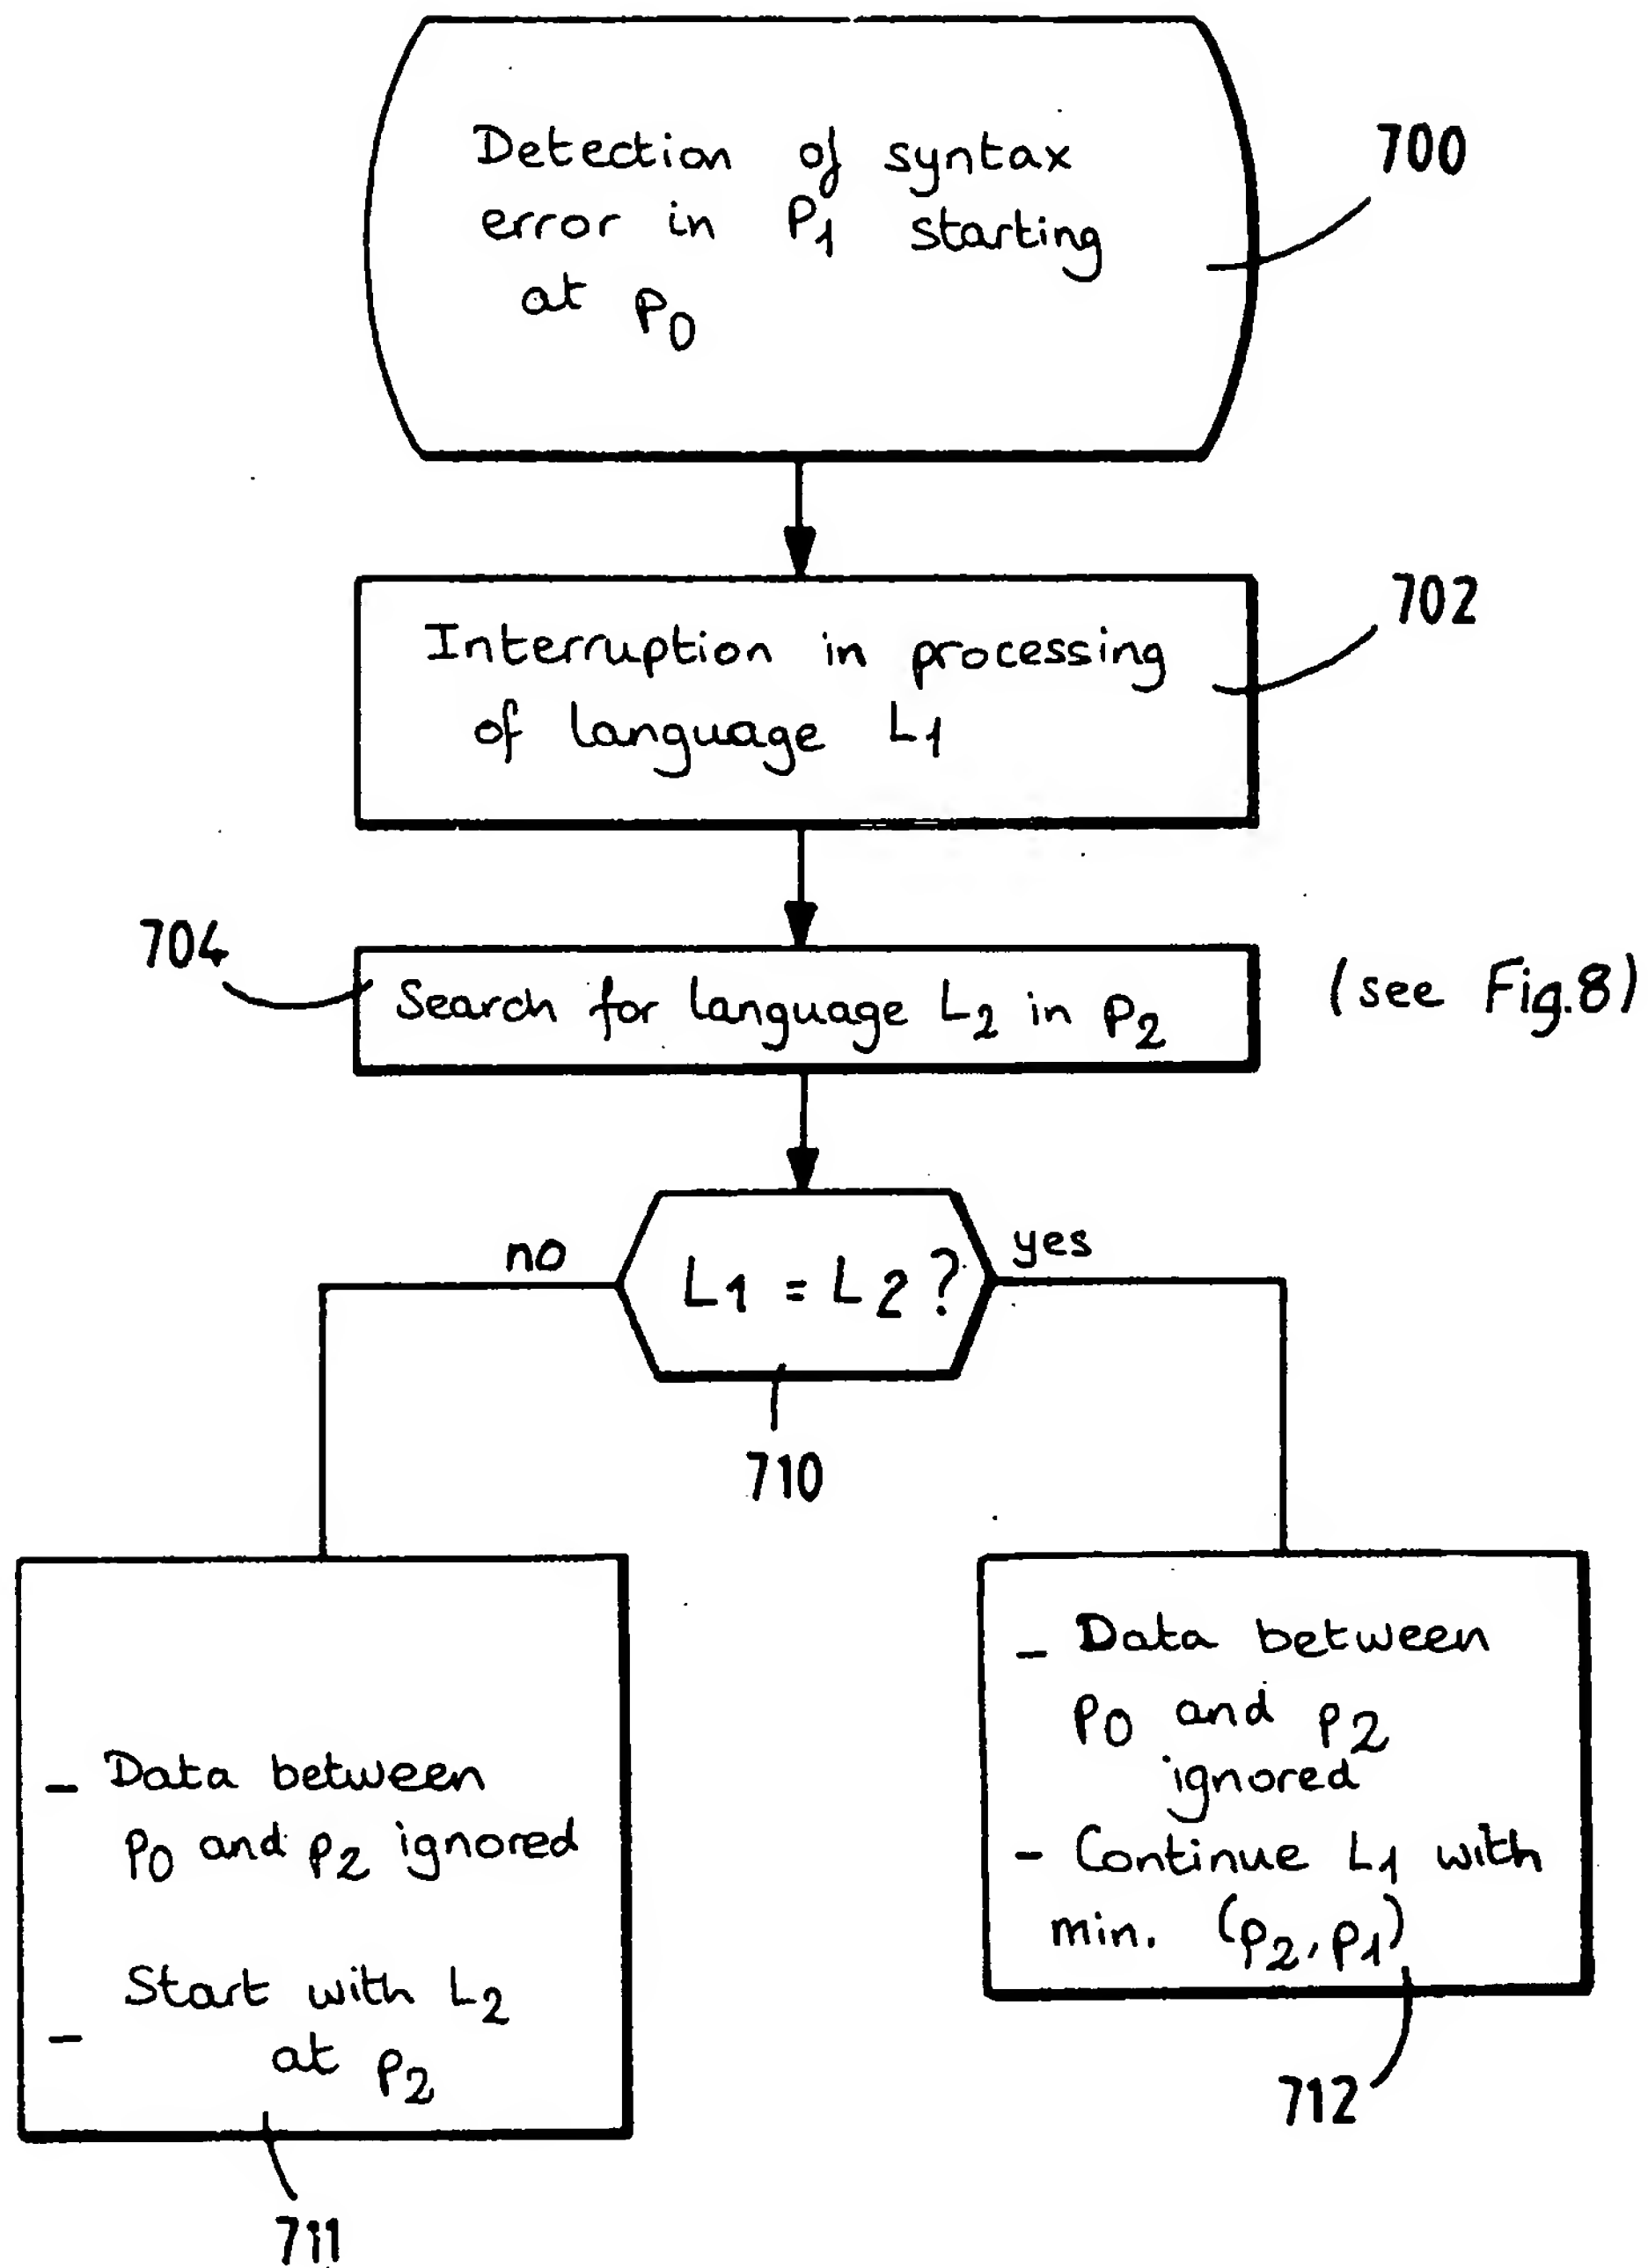 Detection of syntax
error in P1 starting
at P0
700
Interruption in processing
of language L1
702
704
Search for language L2 in P2
(see Fig.8)
no
L1 = L2 ?
yes
710
- Data between
P0 and P2 ignored
Start with L2
- at P2
711
- Data between
P0 and P2
ignored
- Continue L1 with
min. (P2, P1)
712